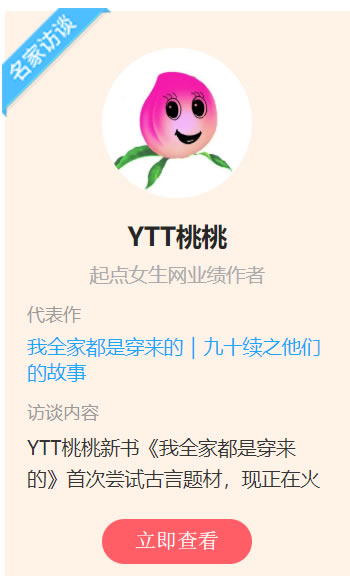 名家访谈
YTT桃桃
起点女生网业绩作者
代表作
我全家都是穿来的｜九十续之他们
的故事
访谈内容
YTT桃桃新书《我全家都是穿来
的》首次尝试古言题材，现正在火
立即查看